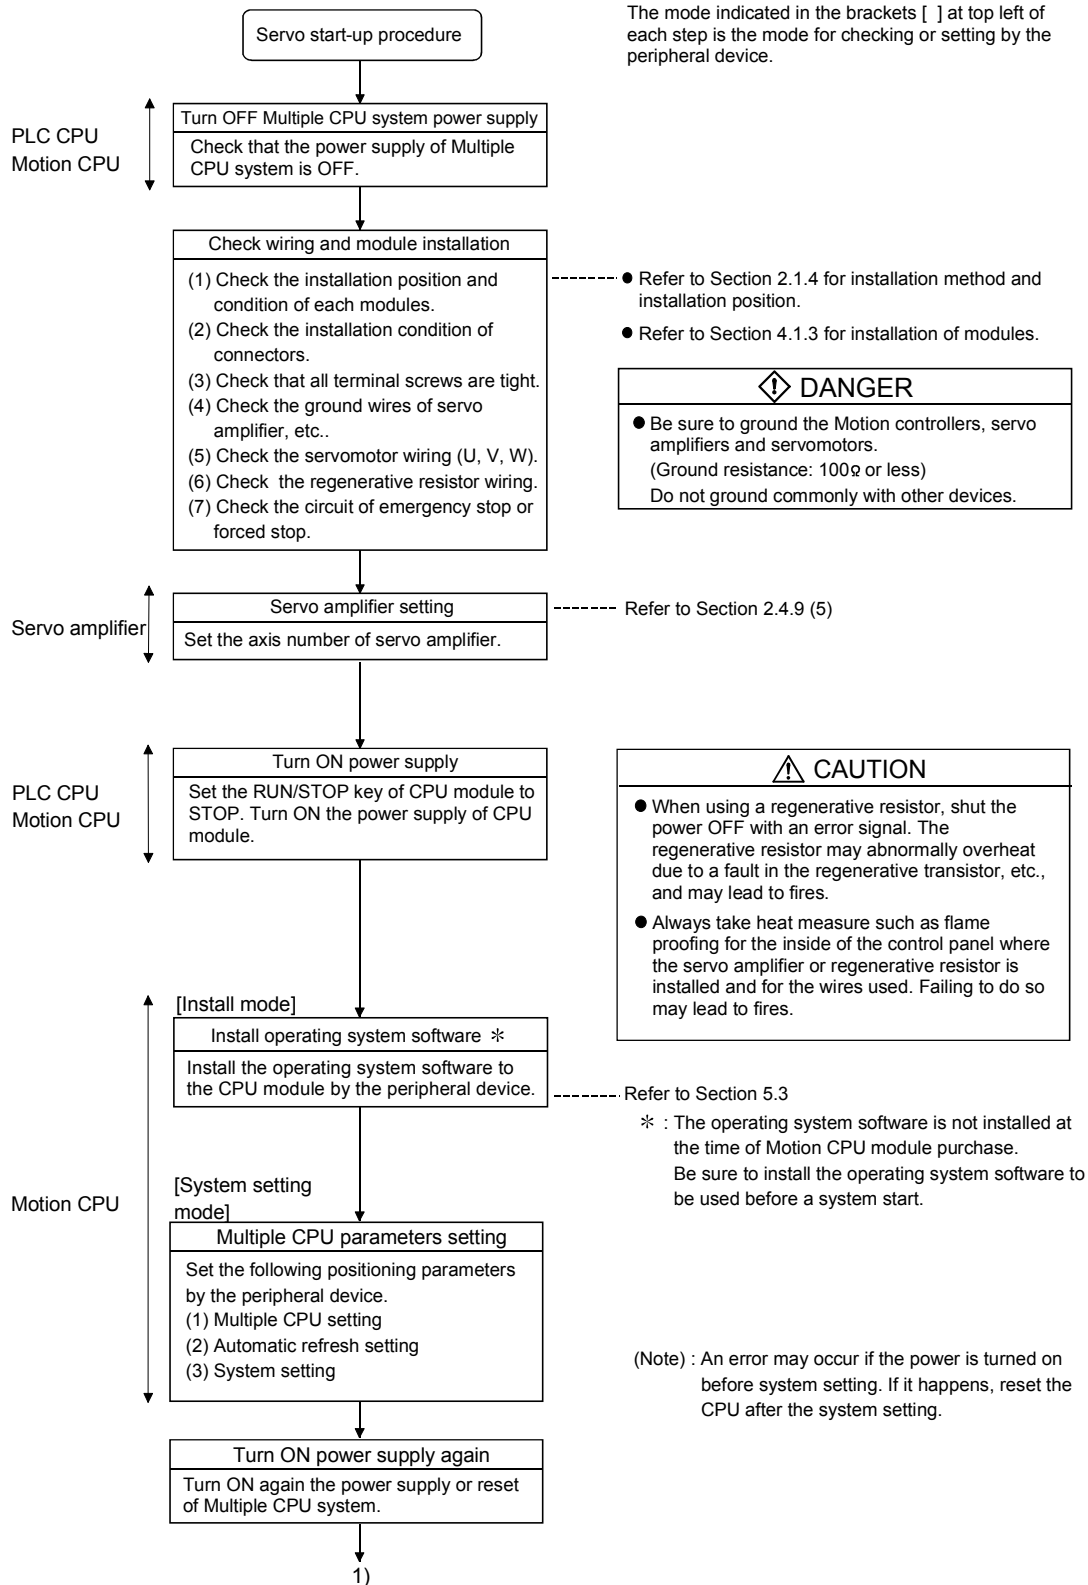 Servo start-up procedure
The mode indicated in the brackets [ ] at top left of
each step is the mode for checking or setting by the
peripheral device.
PLC CPU
Motion CPU
Turn OFF Multiple CPU system power supply
Check that the power supply of Multiple
CPU system is OFF.
Check wiring and module installation
(1) Check the installation position and
condition of each modules.
(2) Check the installation condition of
connectors.
(3) Check that all terminal screws are tight.
(4) Check the ground wires of servo
amplifier, etc..
(5) Check the servomotor wiring (U, V, W).
(6) Check the regenerative resistor wiring.
(7) Check the circuit of emergency stop or
forced stop.
● Refer to Section 2.1.4 for installation method and
installation position.
● Refer to Section 4.1.3 for installation of modules.
DANGER
● Be sure to ground the Motion controllers, servo
amplifiers and servomotors.
(Ground resistance: 100Ω or less)
Do not ground commonly with other devices.
Servo amplifier
Servo amplifier setting
Set the axis number of servo amplifier.
Refer to Section 2.4.9 (5)
PLC CPU
Motion CPU
Turn ON power supply
Set the RUN/STOP key of CPU module to
STOP. Turn ON the power supply of CPU
module.
CAUTION
● When using a regenerative resistor, shut the
power OFF with an error signal. The
regenerative resistor may abnormally overheat
due to a fault in the regenerative transistor, etc.,
and may lead to fires.
● Always take heat measure such as flame
proofing for the inside of the control panel where
the servo amplifier or regenerative resistor is
installed and for the wires used. Failing to do so
may lead to fires.
Motion CPU
[Install mode]
Install operating system software ＊
Install the operating system software to
the CPU module by the peripheral device.
Refer to Section 5.3
＊ : The operating system software is not installed at
the time of Motion CPU module purchase.
Be sure to install the operating system software to
be used before a system start.
[System setting
mode]
Multiple CPU parameters setting
Set the following positioning parameters
by the peripheral device.
(1) Multiple CPU setting
(2) Automatic refresh setting
(3) System setting
(Note) : An error may occur if the power is turned on
before system setting. If it happens, reset the
CPU after the system setting.
Turn ON power supply again
Turn ON again the power supply or reset
of Multiple CPU system.
1)